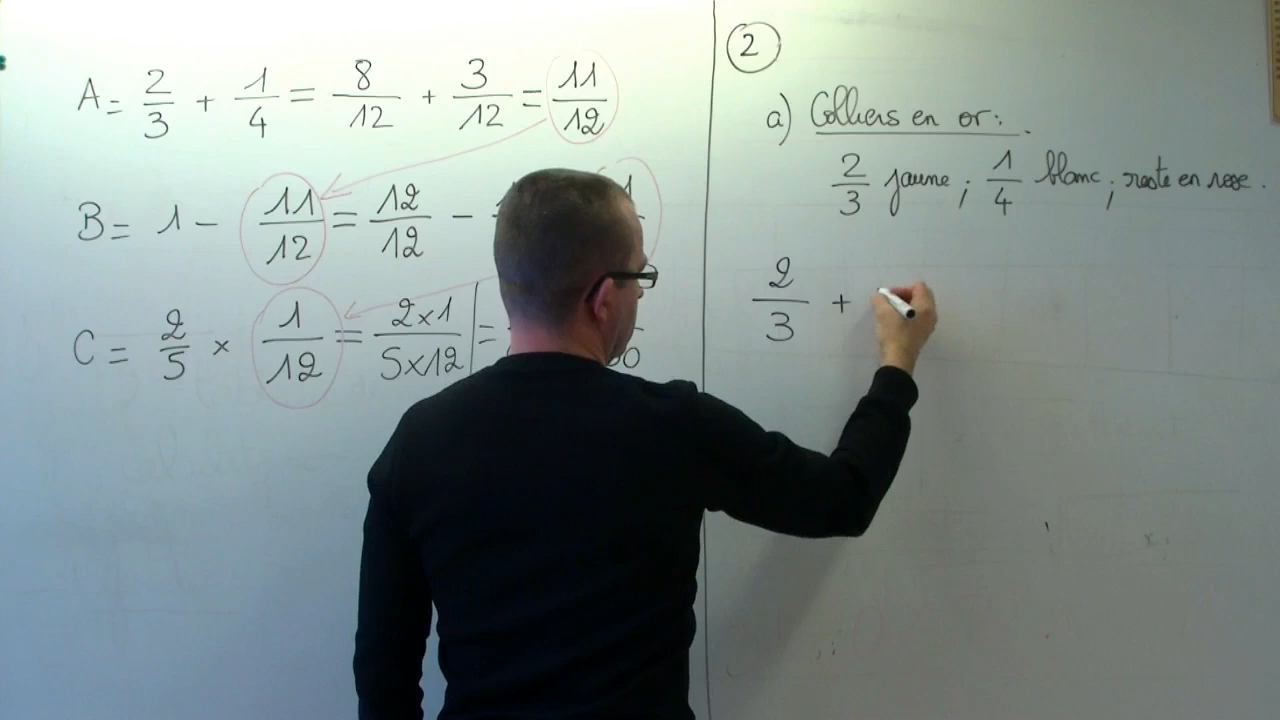 A = 2/3 + 1/4 = 8/12 + 3/12 = 11/12
B = 1 - 11/12 = 12/12 -
C = 2/5 × 1/12 = 2×1/5×12 =
2
a) Colliers en or:
2/3 jaune ; 1/4 blanc ; reste en rose.
2/3 +